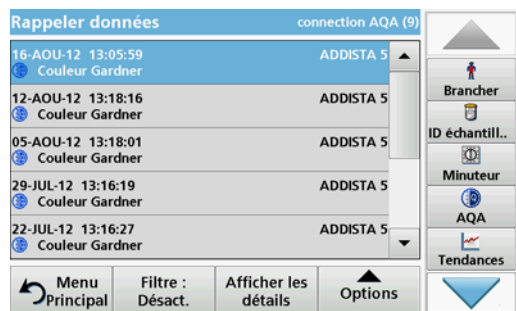 Rappeler données connection AQA (9)
16-AOU-12 13:05:59 ADDISTA 5
Couleur Gardner
12-AOU-12 13:18:16 ADDISTA 5
Couleur Gardner
05-AOU-12 13:18:01 ADDISTA 5
Couleur Gardner
29-JUL-12 13:16:19 ADDISTA 5
Couleur Gardner
22-JUL-12 13:16:27 ADDISTA 5
Couleur Gardner
Menu
Principal
Filtre :
Désact.
Afficher les
détails
Options
Brancher
ID échantill..
Minuteur
AQA
Tendances